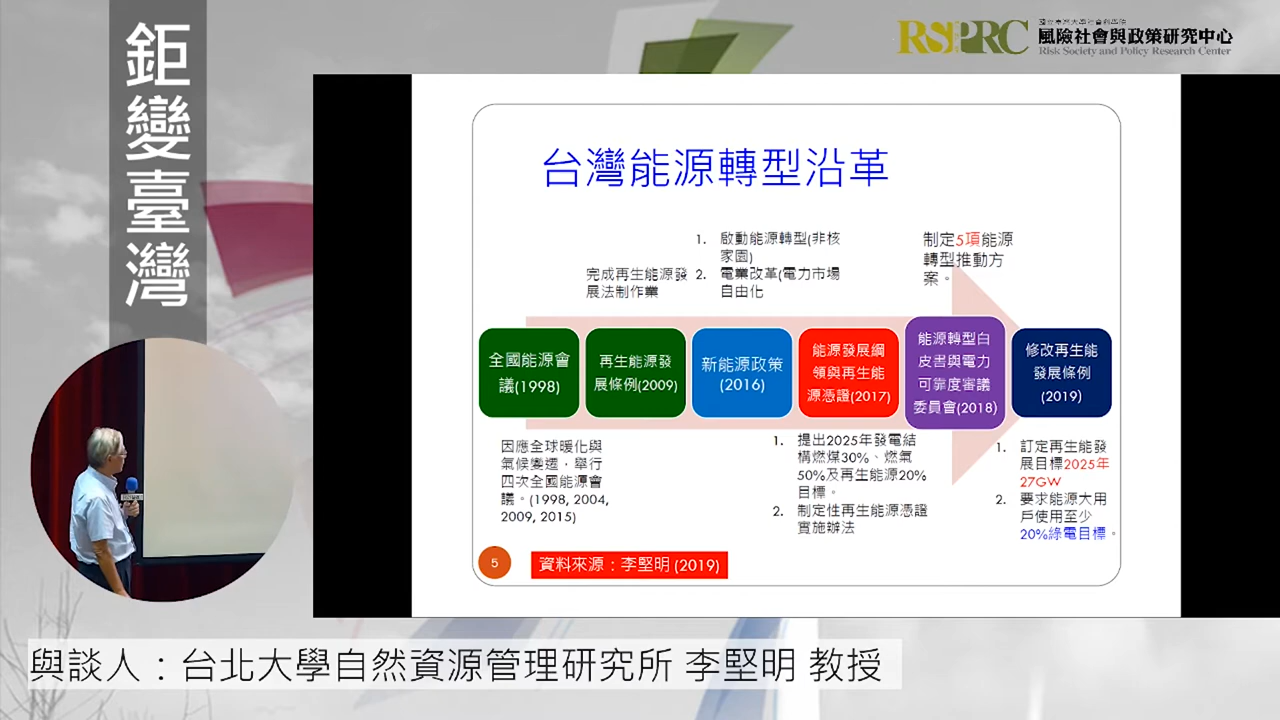 鉅變臺灣
RSPRC
國立臺灣大學社會科學院
風險社會與政策研究中心
Risk Society and Policy Research Center
台灣能源轉型沿革
完成再生能源發
展法制作業
1. 啟動能源轉型(非核
家園)
2. 電業改革(電力市場
自由化
制定5項能源
轉型推動方
案。
全國能源會
議(1998)
再生能源發
展條例(2009)
新能源政策
(2016)
能源發展綱
領與再生能
源憑證(2017)
能源轉型白
皮書與電力
可靠度審議
委員會(2018)
修改再生能
發展條例
(2019)
因應全球暖化與
氣候變遷，舉行
四次全國能源會
議。(1998, 2004,
2009, 2015)
1. 提出2025年發電結
構燃煤30%、燃氣
50%及再生能源20%
目標。
2. 制定性再生能源憑證
實施辦法
1. 訂定再生能發
展目標2025年
27GW
2. 要求能源大用
戶使用至少
20%綠電目標。
5
資料來源：李堅明 (2019)
與談人：台北大學自然資源管理研究所 李堅明 教授